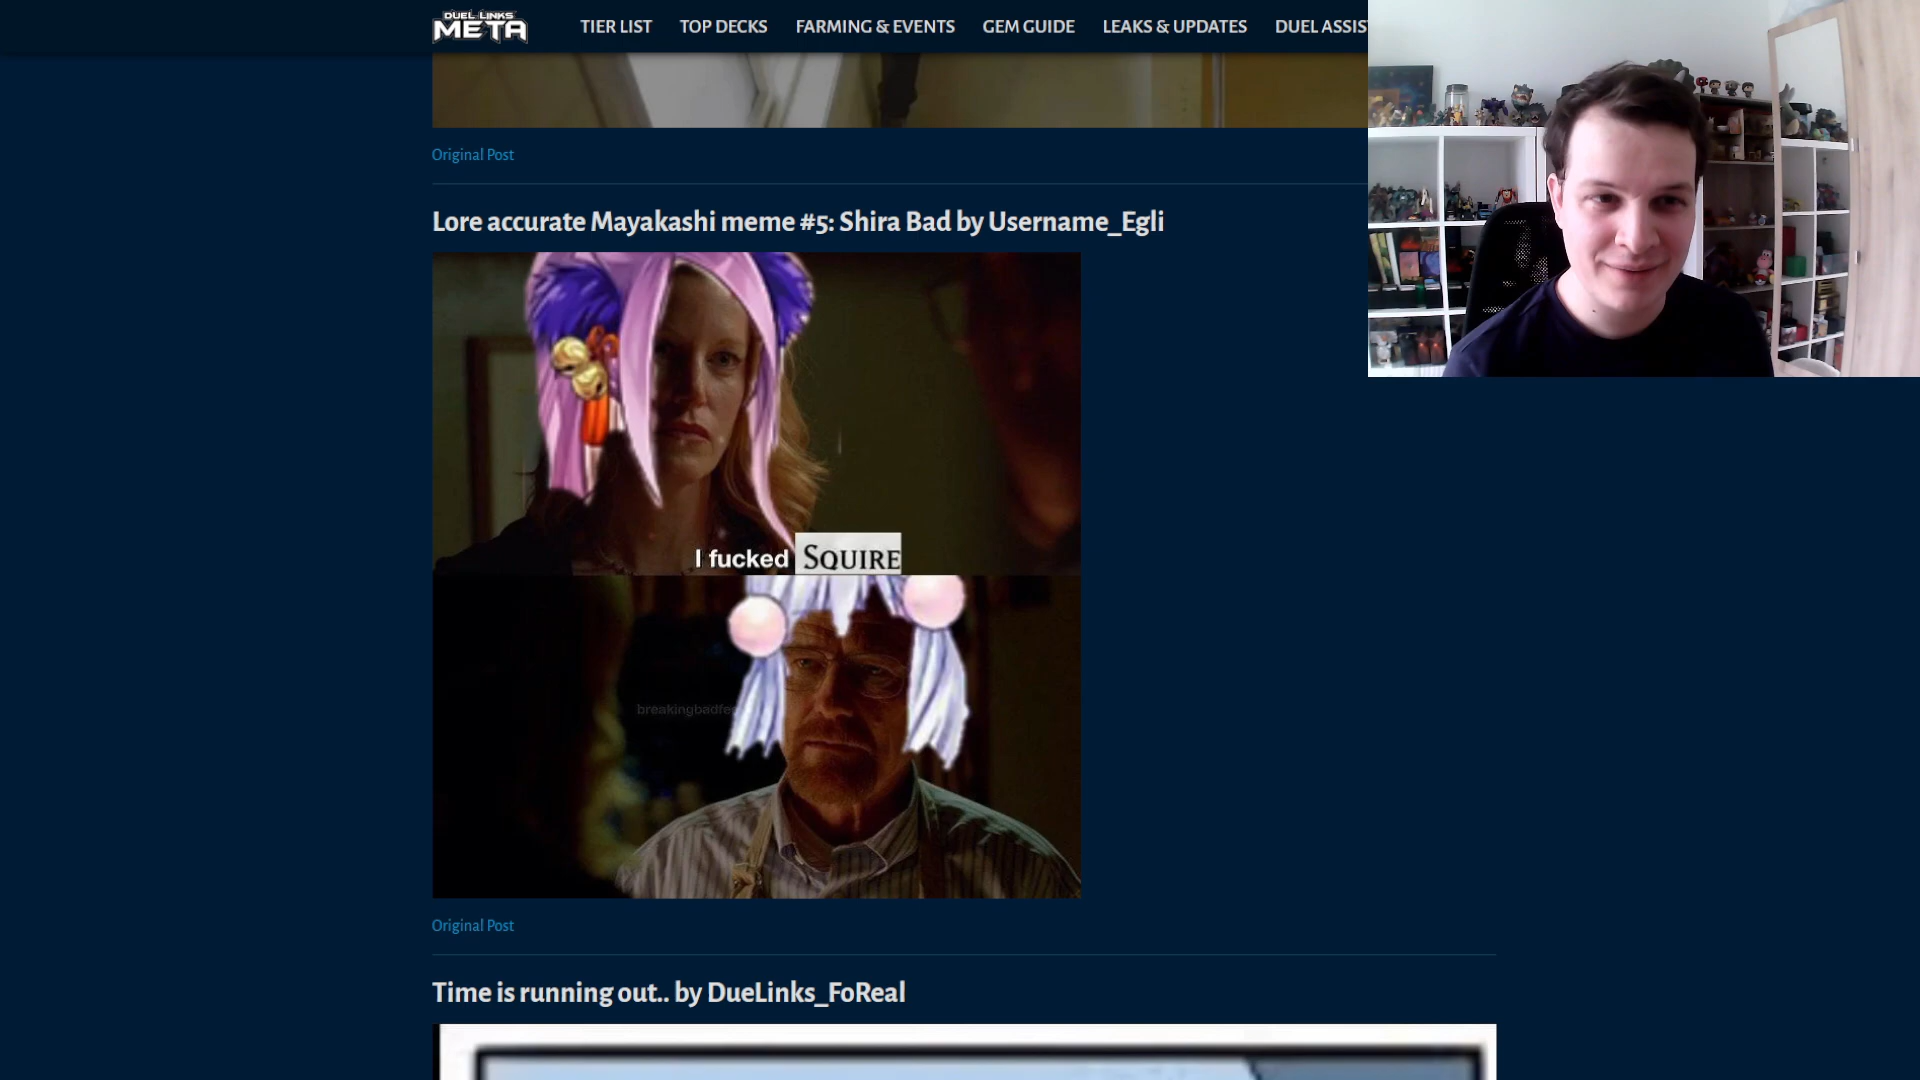 DUEL LINKS
META
TIER LIST
TOP DECKS
FARMING & EVENTS
GEM GUIDE
LEAKS & UPDATES
DUEL ASSIS
Original Post
Lore accurate Mayakashi meme #5: Shira Bad by Username_Egli
I fucked SQUIRE
breakingbadfe
Original Post
Time is running out.. by DueLinks_FoReal